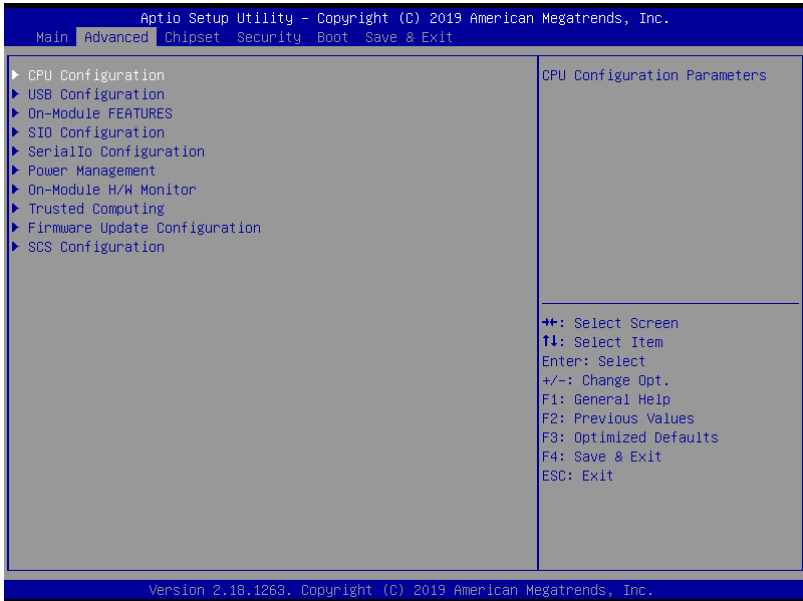 Aptio Setup Utility – Copyright (C) 2019 American Megatrends, Inc.
Main Advanced Chipset Security Boot Save & Exit
CPU Configuration
USB Configuration
On-Module FEATURES
SIO Configuration
SerialIo Configuration
Power Management
On-Module H/W Monitor
Trusted Computing
Firmware Update Configuration
SCS Configuration
CPU Configuration Parameters
→←: Select Screen
↑↓: Select Item
Enter: Select
+/-: Change Opt.
F1: General Help
F2: Previous Values
F3: Optimized Defaults
F4: Save & Exit
ESC: Exit
Version 2.18.1263. Copyright (C) 2019 American Megatrends, Inc.